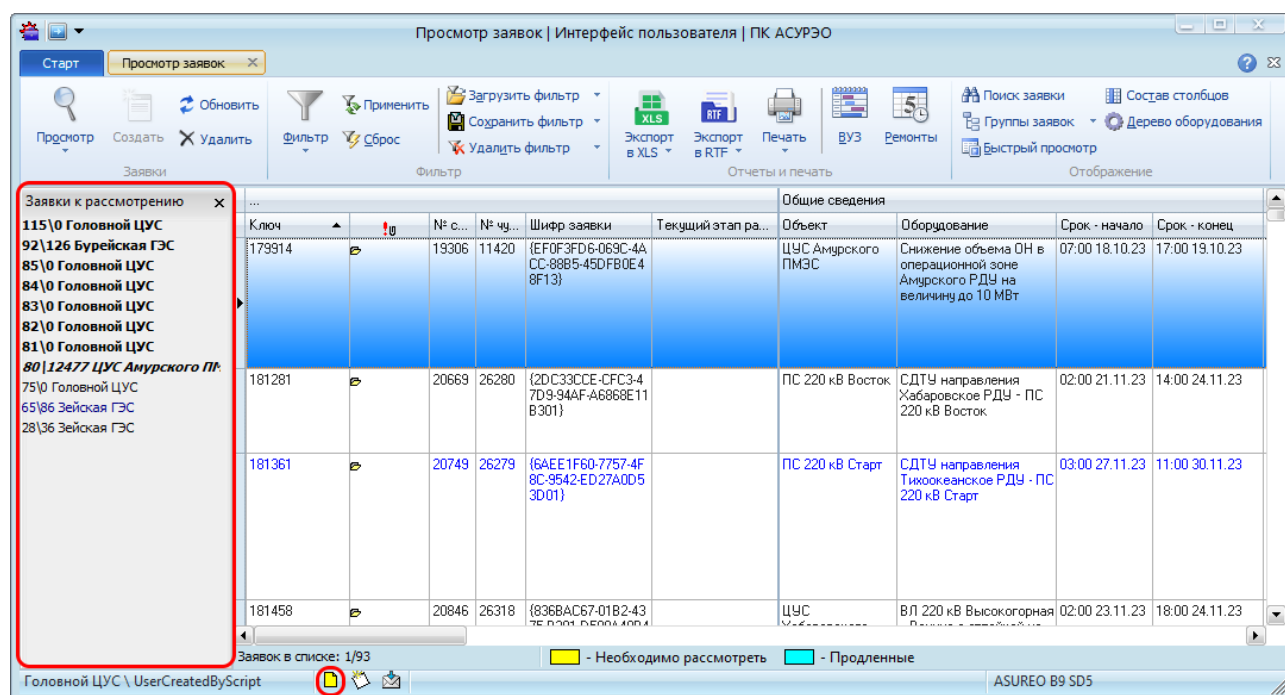 Просмотр заявок | Интерфейс пользователя | ПК АСУРЭО
Старт Просмотр заявок
Просмотр Создать Обновить Удалить
Заявки
Фильтр Применить Сброс Загрузить фильтр Сохранить фильтр Удалить фильтр
Фильтр
XLS RTF
Экспорт в XLS Экспорт в RTF Печать ВУЗ Ремонты
Отчеты и печать
Поиск заявки Состав столбцов
Группы заявок Дерево оборудования
Быстрый просмотр
Отображение
Заявки к рассмотрению
115\0 Головной ЦУС
92\126 Бурейская ГЭС
85\0 Головной ЦУС
84\0 Головной ЦУС
83\0 Головной ЦУС
82\0 Головной ЦУС
81\0 Головной ЦУС
80|12477 ЦУС Амурского
75\0 Головной ЦУС
65\86 Зейская ГЭС
28\36 Зейская ГЭС
... Общие сведения
Ключ № с... № чу... Шифр заявки Текущий этап ра... Объект Оборудование Срок - начало Срок - конец
179914 19306 11420 {EF0F3FD6-069C-4A ЦУС Амурского Снижение объема ОН в 07:00 18.10.23 17:00 19.10.23
CC-88B5-45DFB0E4 ПМЭС операционной зоне
8F13} Амурского РДУ на
величину до 10 МВт
181281 20669 26280 {2DC33CCE-CFC3-4 ПС 220 кВ Восток СДТУ направления 02:00 21.11.23 14:00 24.11.23
7D9-94AF-A6868E11 Хабаровское РДУ - ПС
B301} 220 кВ Восток
181361 20749 26279 {6AEE1F60-7757-4F ПС 220 кВ Старт СДТУ направления 03:00 27.11.23 11:00 30.11.23
8C-9542-ED27A0D5 Тихоокеанское РДУ - ПС
3D01} 220 кВ Старт
181458 20846 26318 {836BAC67-01B2-43 ЦУС ВЛ 220 кВ Высокогорная 02:00 23.11.23 18:00 24.11.23
Заявок в списке: 1/93 - Необходимо рассмотреть - Продленные
Головной ЦУС \ UserCreatedByScript ASUREO B9 SD5